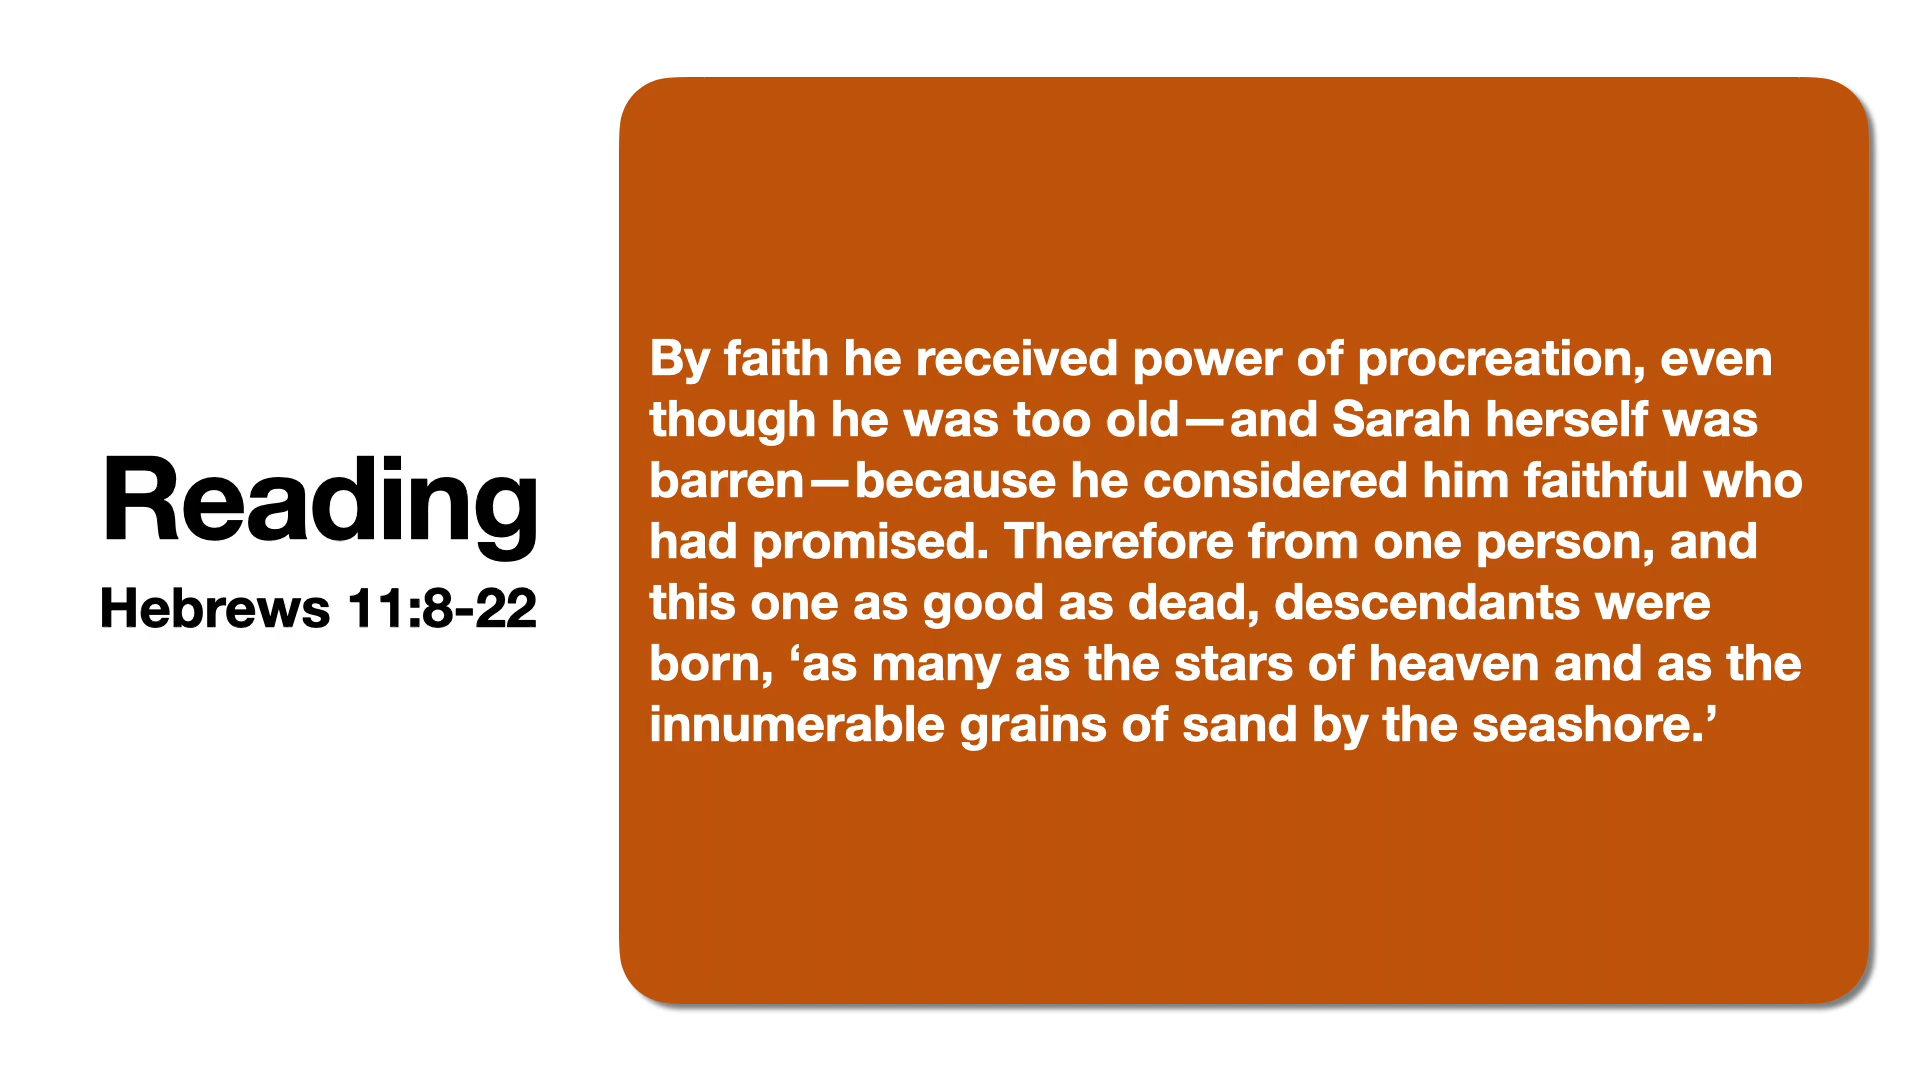 Reading
Hebrews 11:8-22
By faith he received power of procreation, even
though he was too old—and Sarah herself was
barren—because he considered him faithful who
had promised. Therefore from one person, and
this one as good as dead, descendants were
born, ‘as many as the stars of heaven and as the
innumerable grains of sand by the seashore.’